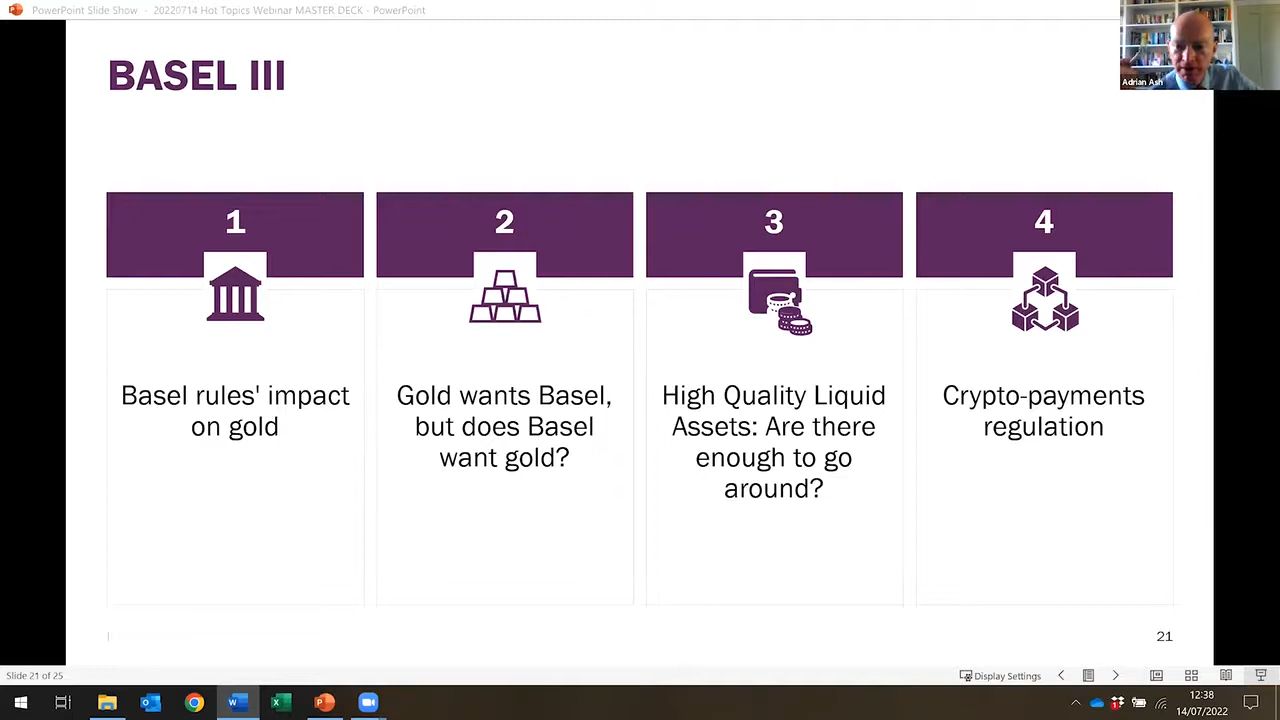 PowerPoint Slide Show - 20220714 Hot Topics Webinar MASTER DECK - PowerPoint
Adrian Ash
BASEL III
1
Basel rules' impact
on gold
2
Gold wants Basel,
but does Basel
want gold?
3
High Quality Liquid
Assets: Are there
enough to go
around?
4
Crypto-payments
regulation
21
Slide 21 of 25
Display Settings
12:38
14/07/2022